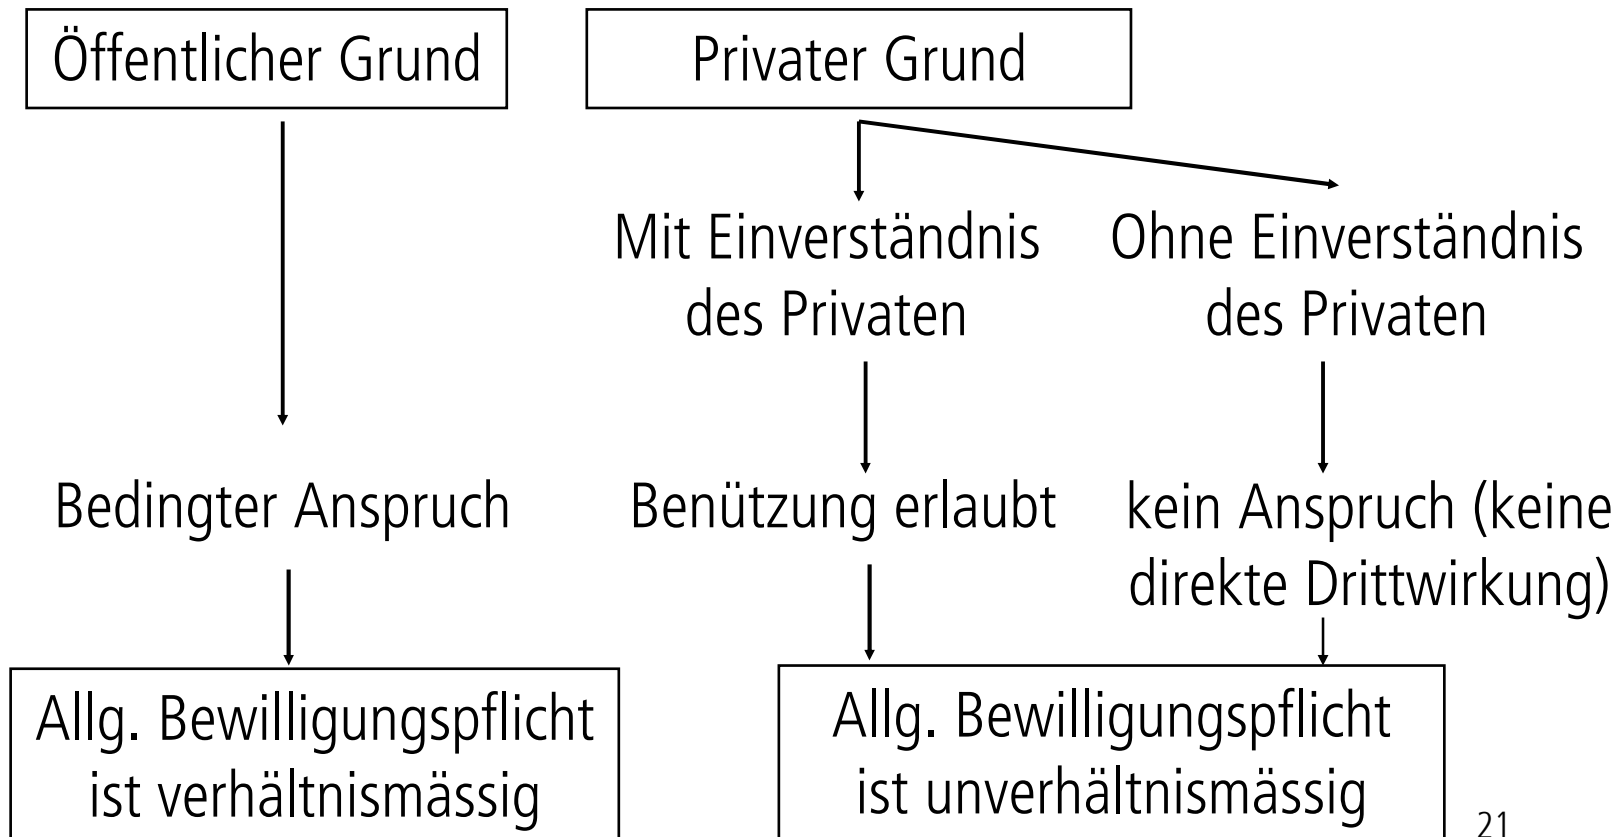 Öffentlicher Grund
Privater Grund
Mit Einverständnis
des Privaten
Ohne Einverständnis
des Privaten
Bedingter Anspruch
Benützung erlaubt
kein Anspruch (keine
direkte Drittwirkung)
Allg. Bewilligungspflicht
ist verhältnismässig
Allg. Bewilligungspflicht
ist unverhältnismässig
21